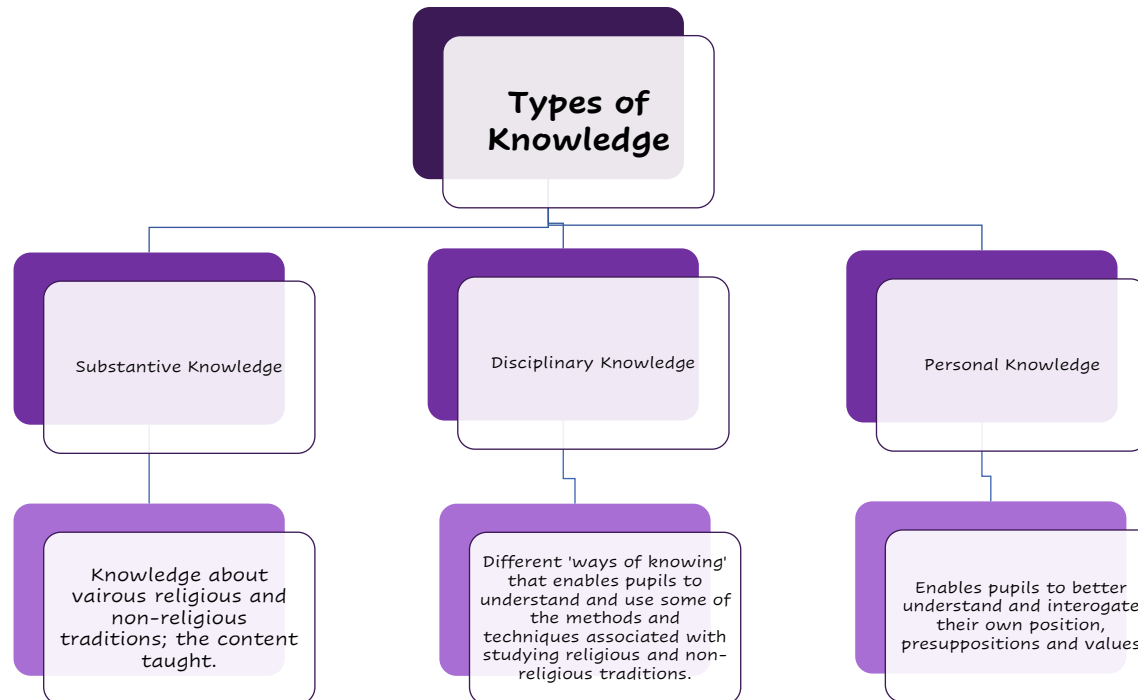 Types of
Knowledge
Substantive Knowledge
Disciplinary Knowledge
Personal Knowledge
Knowledge about
vairous religious and
non-religious
traditions; the content
taught.
Different 'ways of knowing'
that enables pupils to
understand and use some of
the methods and
techniques associated with
studying religious and non-
religious traditions.
Enables pupils to better
understand and interogate
their own position,
presuppositions and values